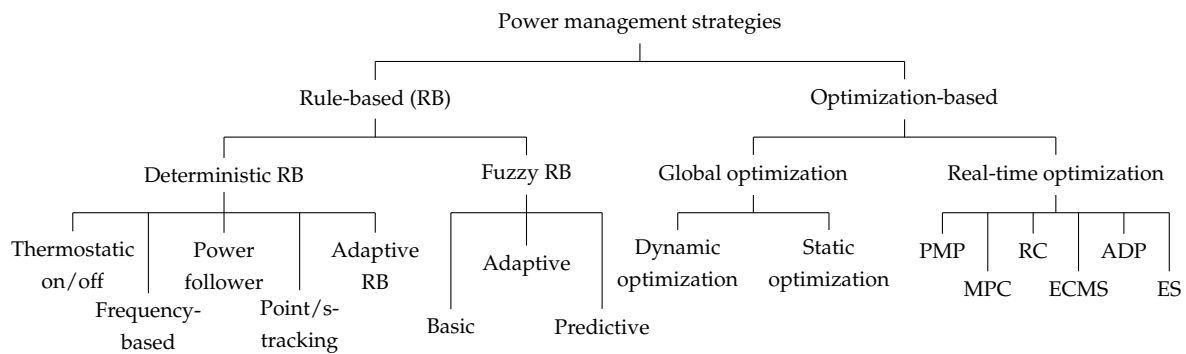 Power management strategies
Rule-based (RB)
Optimization-based
Deterministic RB
Fuzzy RB
Global optimization
Real-time optimization
Thermostatic
on/off
Frequency-
based
Power
follower
Point/s-
tracking
Adaptive
RB
Basic
Adaptive
Predictive
Dynamic
optimization
Static
optimization
PMP
MPC
RC
ECMS
ADP
ES